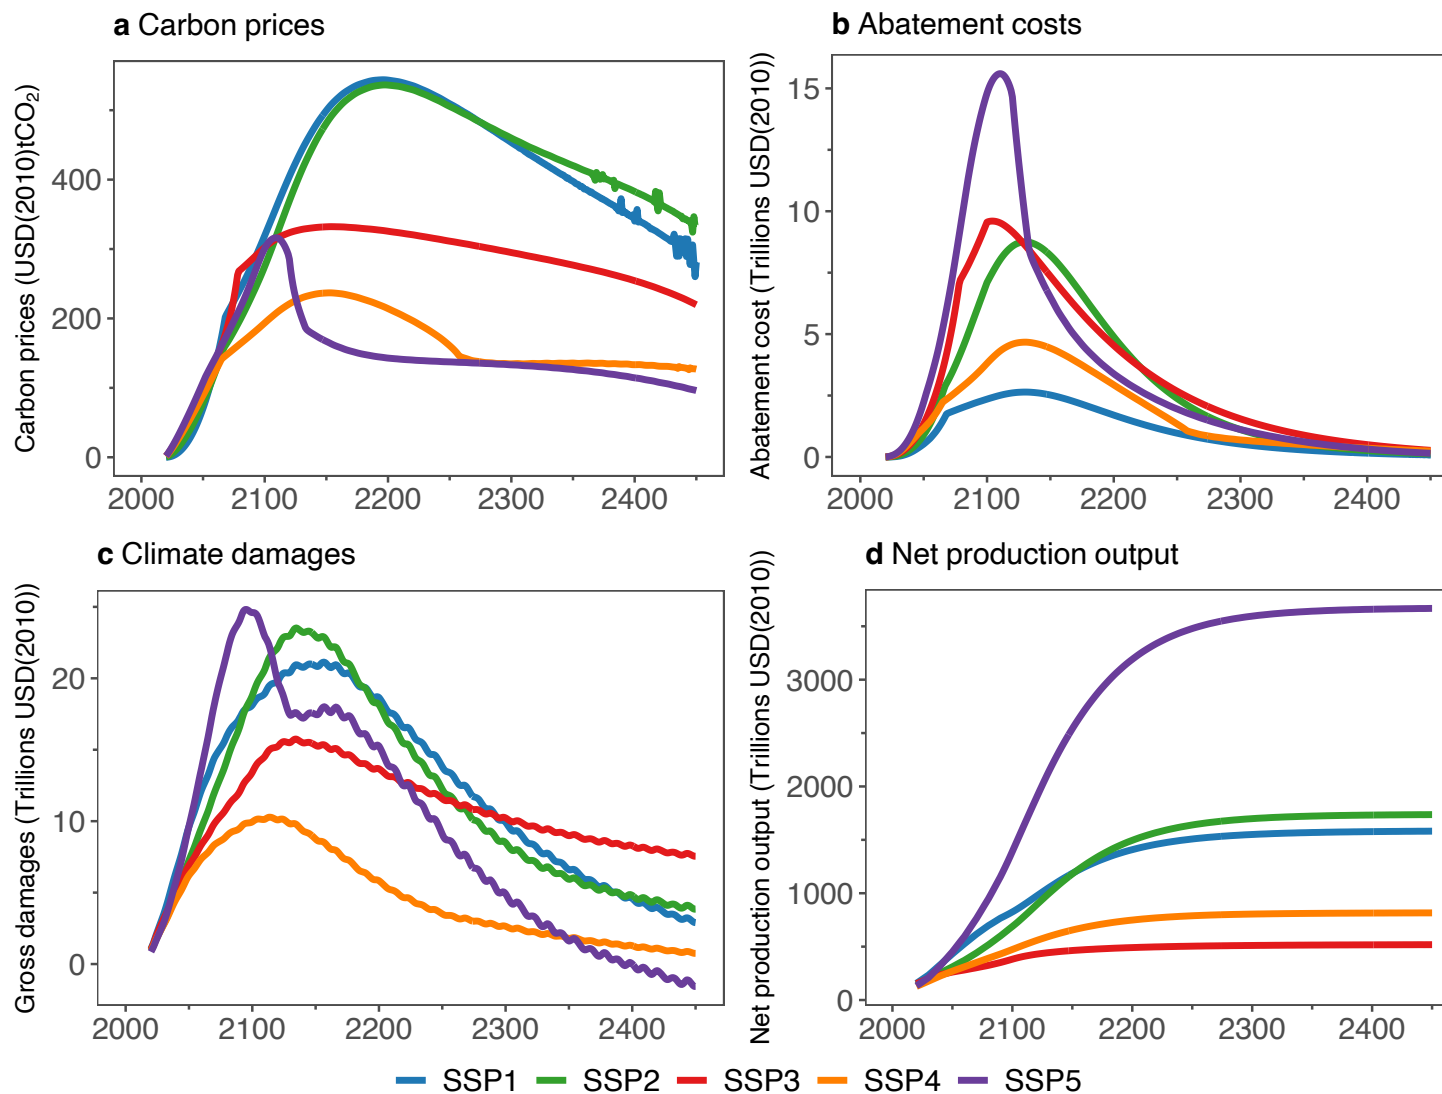 a Carbon prices
Carbon prices (USD(2010)tCO₂)
400
200
0
2000 2100 2200 2300 2400
b Abatement costs
Abatement cost (Trillions USD(2010))
15
10
5
0
2000 2100 2200 2300 2400
c Climate damages
Gross damages (Trillions USD(2010))
20
10
0
2000 2100 2200 2300 2400
d Net production output
Net production output (Trillions USD(2010))
3000
2000
1000
0
2000 2100 2200 2300 2400
SSP1 SSP2 SSP3 SSP4 SSP5